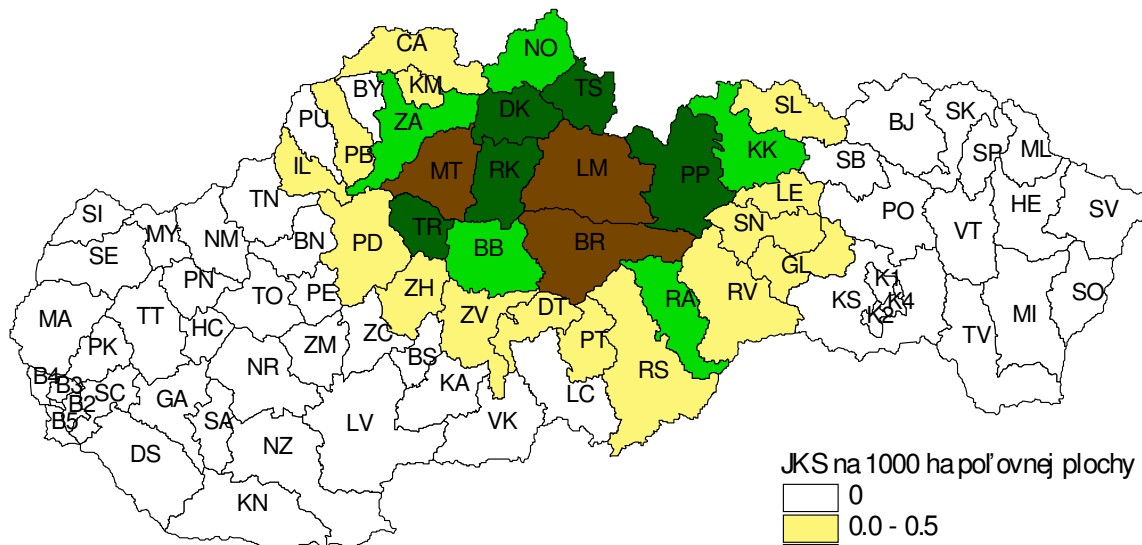 CA
NO
KM
TS
BY
SL
PU
DK
ZA
BJ
SK
PB
SP
ML
IL
MT
RK
LM
PP
KK
SB
TN
LE
SI
TR
SN
PO
HE
SV
MY
NM
BN
PD
BB
BR
VT
SE
GL
PN
K1
TO
PE
ZH
RA
RV
KS
K4
SO
MA
TT
ZV
DT
K2
MI
HC
ZC
PT
TV
PK
ZM
BS
NR
RS
B4
B3
SC
KA
LC
B2
GA
SA
LV
VK
B5
DS
NZ
KN
JKS na 1000 ha poľovnej plochy
0
0.0 - 0.5